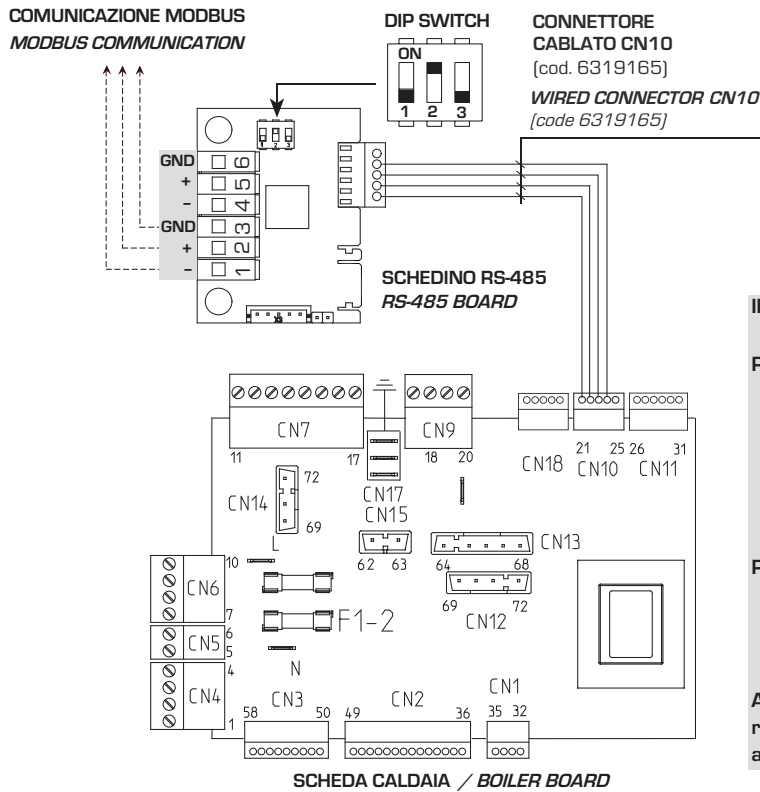 COMUNICAZIONE MODBUS
MODBUS COMMUNICATION
DIP SWITCH
ON
1 2 3
CONNETTORE
CABLATO CN10
(cod. 6319165)
WIRED CONNECTOR CN10
(code 6319165)
1 2 3
GND 6
+ 5
- 4
GND 3
+ 2
- 1
X3
SCHEDINO RS-485
RS-485 BOARD
CN7
11 17
CN9
18 20
CN18
21 25
CN10
26 31
CN11
CN17
CN14
72
69
CN15
62 63
CN13
64 68
CN12
69 72
L
F1-2
N
10
CN6
7
6
CN5
5
4
CN4
1
58 CN3 50
49 CN2 36
CN1
35 32
SCHEDA CALDAIA / BOILER BOARD
P
P
A
r
a